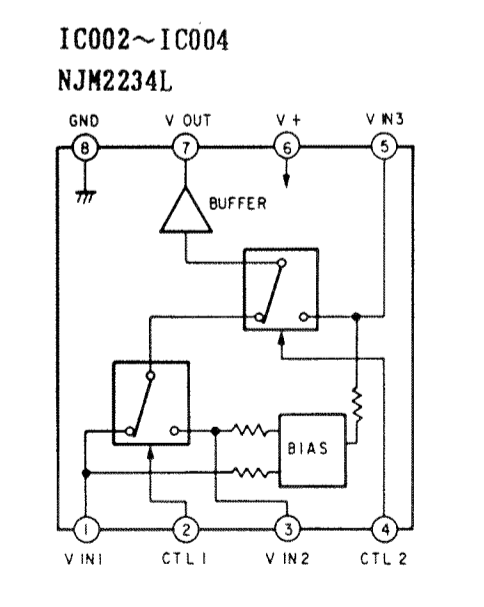 IC002～IC004
NJM2234L
GND V OUT V + V IN3
8 7 6 5
BUFFER
BIAS
1 2 3 4
V IN1 CTL 1 V IN2 CTL 2